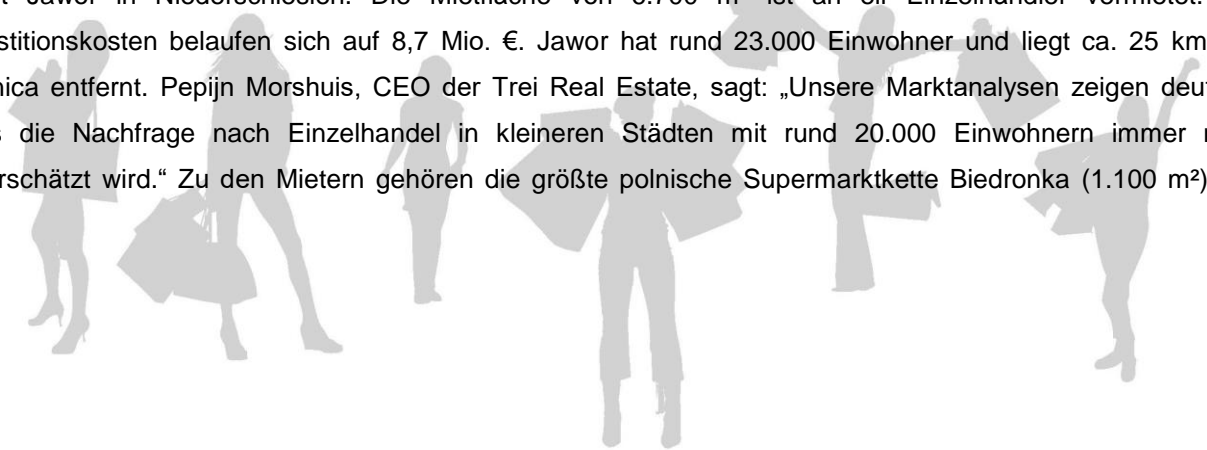 Jawor in Niederschlesien. Die Mietfläche von m² ist an elf Einzelhändler vermietet.
stitionskosten belaufen sich auf 8,7 Mio. €. Jawor hat rund 23.000 Einwohner und liegt ca. 25 km
nica entfernt. Pepijn Morshuis, CEO der Trei Real Estate, sagt: „Unsere Marktanalysen zeigen deut
s die Nachfrage nach Einzelhandel in kleineren Städten mit rund 20.000 Einwohnern immer
rschätzt wird.“ Zu den Mietern gehören die größte polnische Supermarktkette Biedronka (1.100 m²)